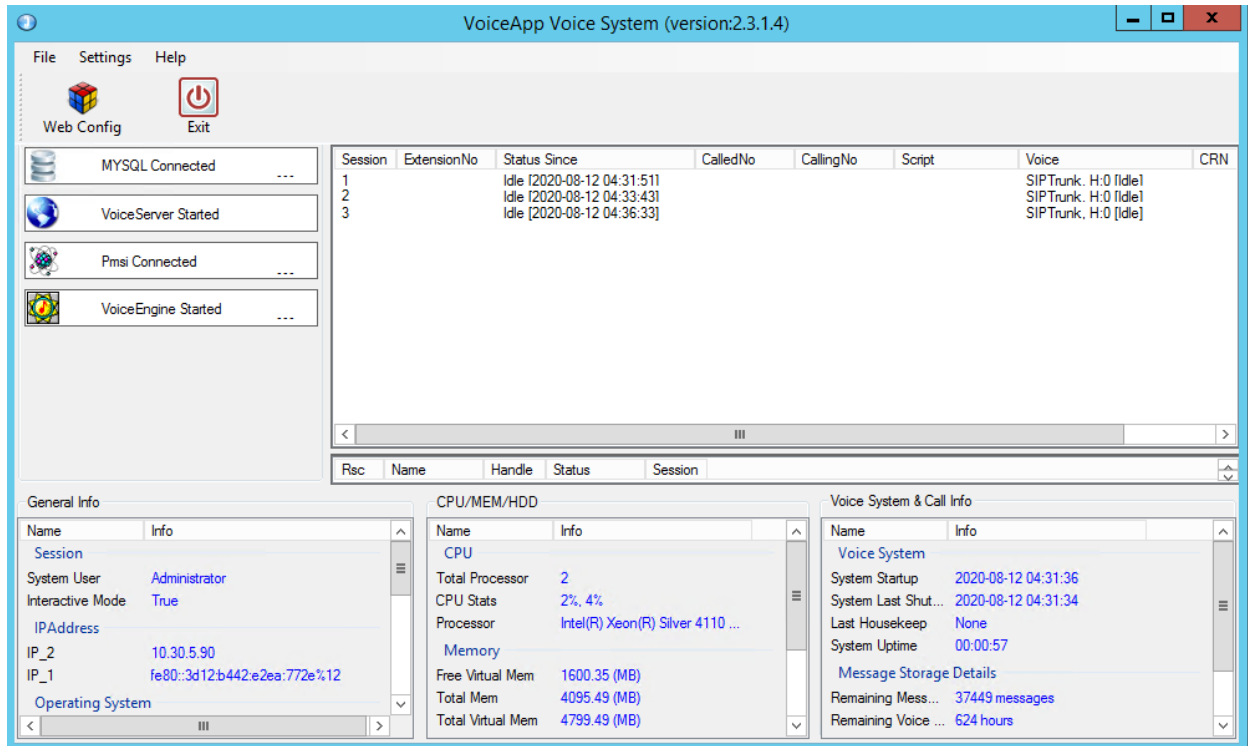 VoiceApp Voice System (version:2.3.1.4)
File Settings Help
Web Config Exit
MYSQL Connected ...
VoiceServer Started
Pmsi Connected ...
VoiceEngine Started ...
Session ExtensionNo Status Since CalledNo CallingNo Script Voice CRN
1 Idle [2020-08-12 04:31:51] SIPTrunk, H:0 [Idle]
2 Idle [2020-08-12 04:33:43] SIPTrunk, H:0 [Idle]
3 Idle [2020-08-12 04:36:33] SIPTrunk, H:0 [Idle]
Rsc Name Handle Status Session
General Info
Name Info
Session
System User Administrator
Interactive Mode True
IPAddress
IP_2 10.30.5.90
IP_1 fe80::3d12:b442:e2ea:772e%12
Operating System
CPU/MEM/HDD
Name Info
CPU
Total Processor 2
CPU Stats 2%, 4%
Processor Intel(R) Xeon(R) Silver 4110 ...
Memory
Free Virtual Mem 1600.35 (MB)
Total Mem 4095.49 (MB)
Total Virtual Mem 4799.49 (MB)
Voice System & Call Info
Name Info
Voice System
System Startup 2020-08-12 04:31:36
System Last Shut... 2020-08-12 04:31:34
Last Housekeep None
System Uptime 00:00:57
Message Storage Details
Remaining Mess... 37449 messages
Remaining Voice ... 624 hours